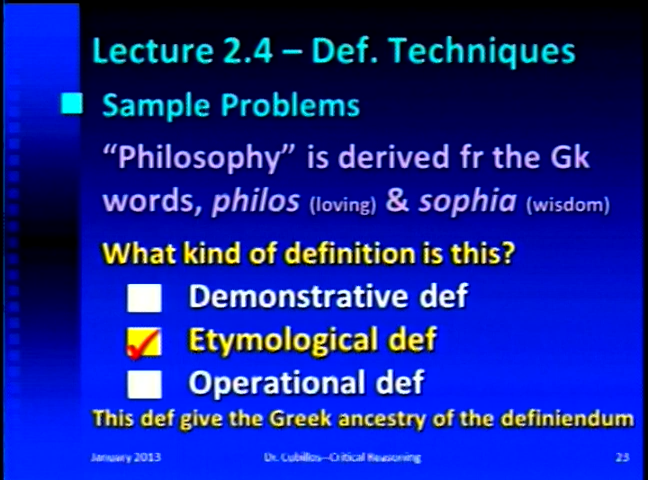 Lecture 2.4 – Def. Techniques
Sample Problems
“Philosophy” is derived fr the Gk
words, philos (loving) & sophia (wisdom)
What kind of definition is this?
Demonstrative def
Etymological def
Operational def
This def give the Greek ancestry of the definiendum
January 2013 Dr. Cubillos--Critical Reasoning 23